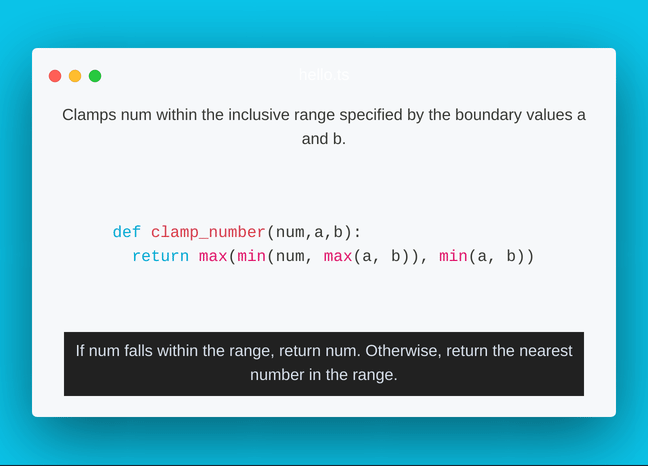 hello.ts
Clamps num within the inclusive range specified by the boundary values a
and b.
def clamp_number(num,a,b):
  return max(min(num, max(a, b)), min(a, b))
If num falls within the range, return num. Otherwise, return the nearest
number in the range.